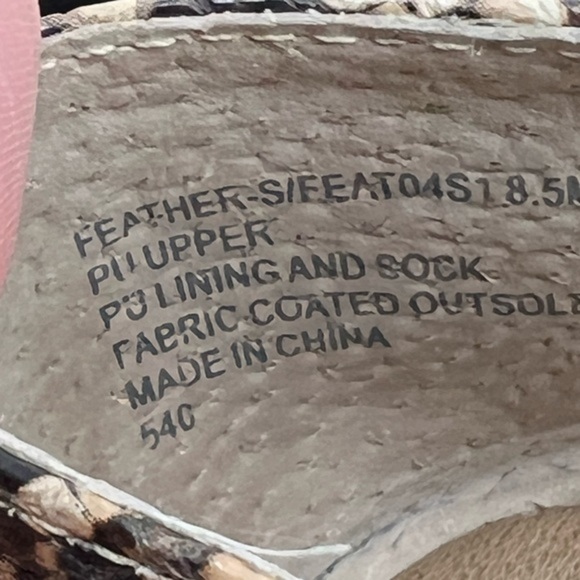 FEATHER-S/FEAT04S1 8.5M
PU UPPER
PU LINING AND SOCK
FABRIC COATED OUTSOLE
MADE IN CHINA
540